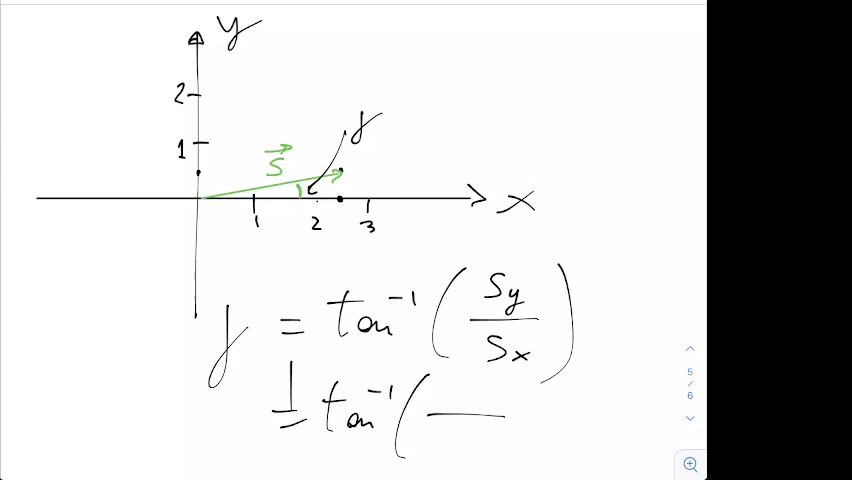 y
2
1
S
γ
x
1
2
3
γ = tan⁻¹ ( Sy / Sx )
= tan⁻¹ (
5
/
6